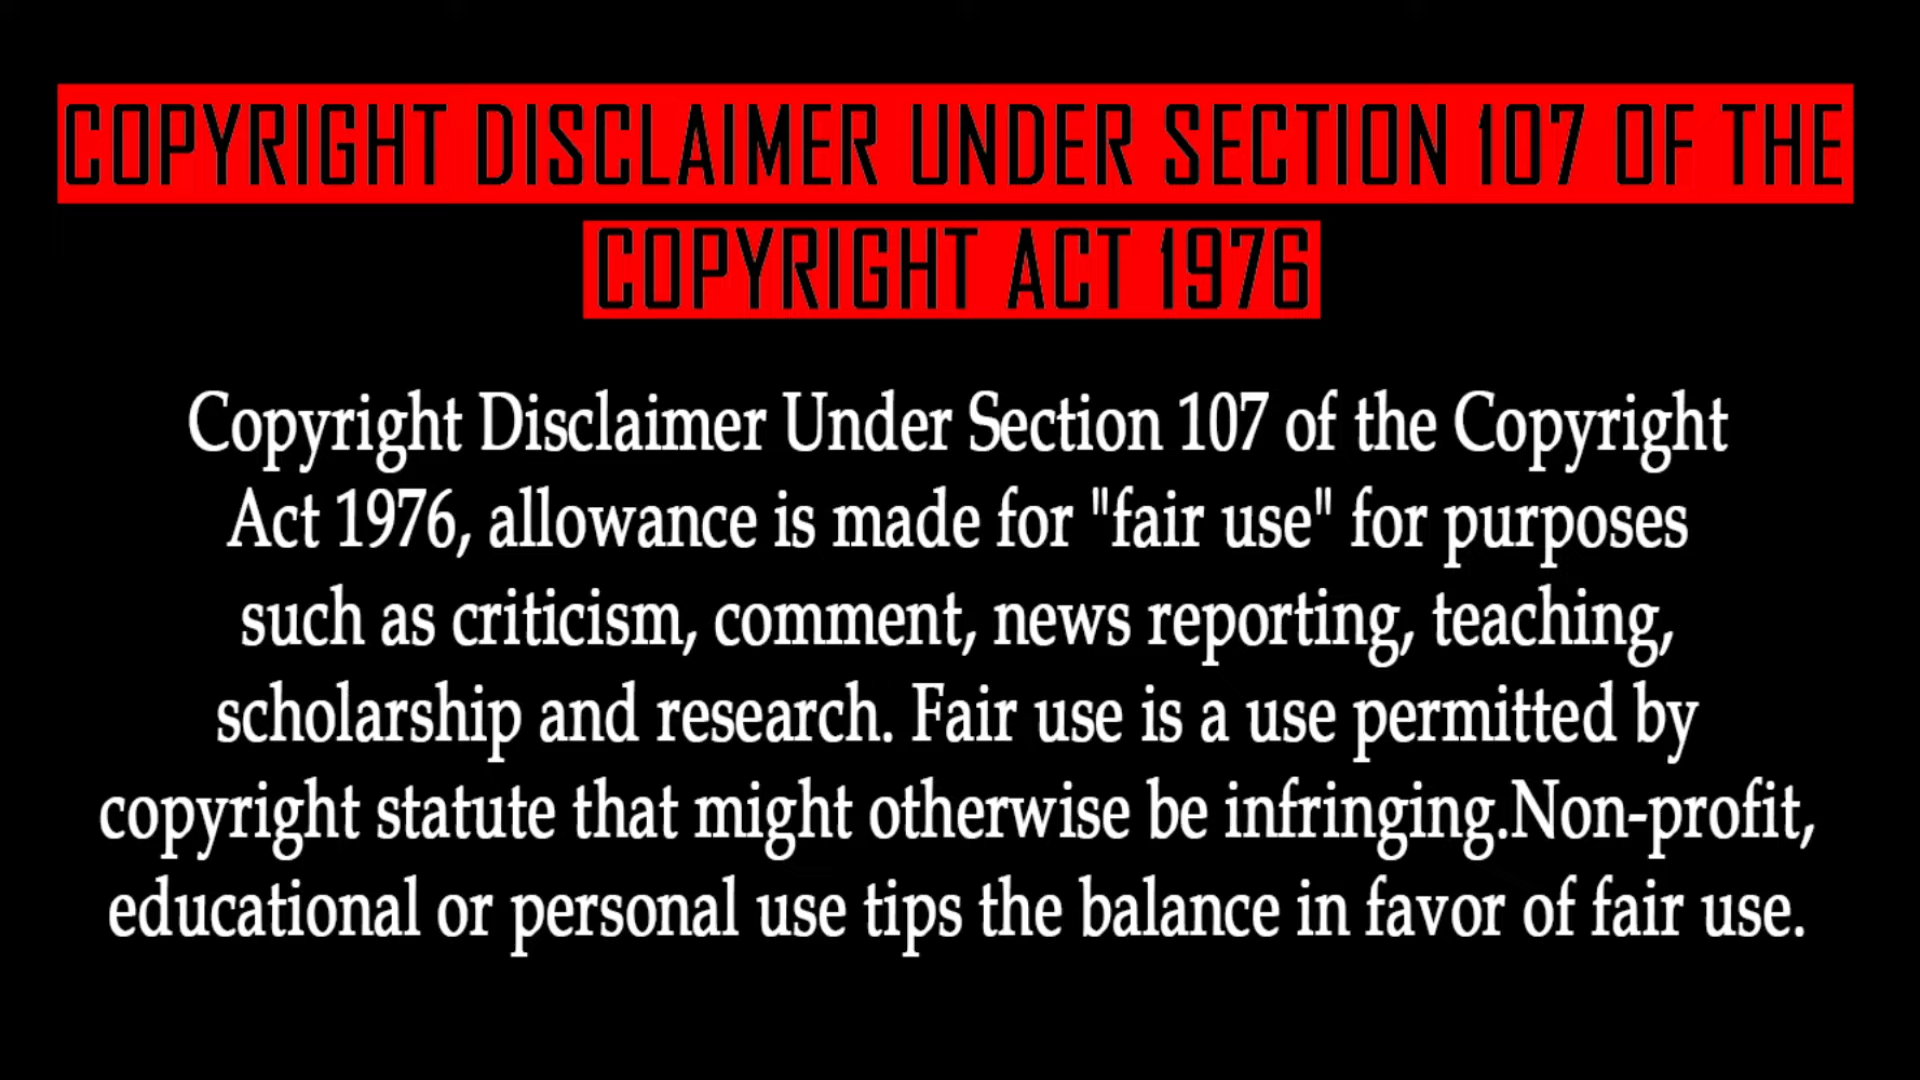 COPYRIGHT DISCLAIMER UNDER SECTION 107 OF THE
COPYRIGHT ACT 1976
Copyright Disclaimer Under Section 107 of the Copyright
Act 1976, allowance is made for "fair use" for purposes
such as criticism, comment, news reporting, teaching,
scholarship and research. Fair use is a use permitted by
copyright statute that might otherwise be infringing.Non-profit,
educational or personal use tips the balance in favor of fair use.